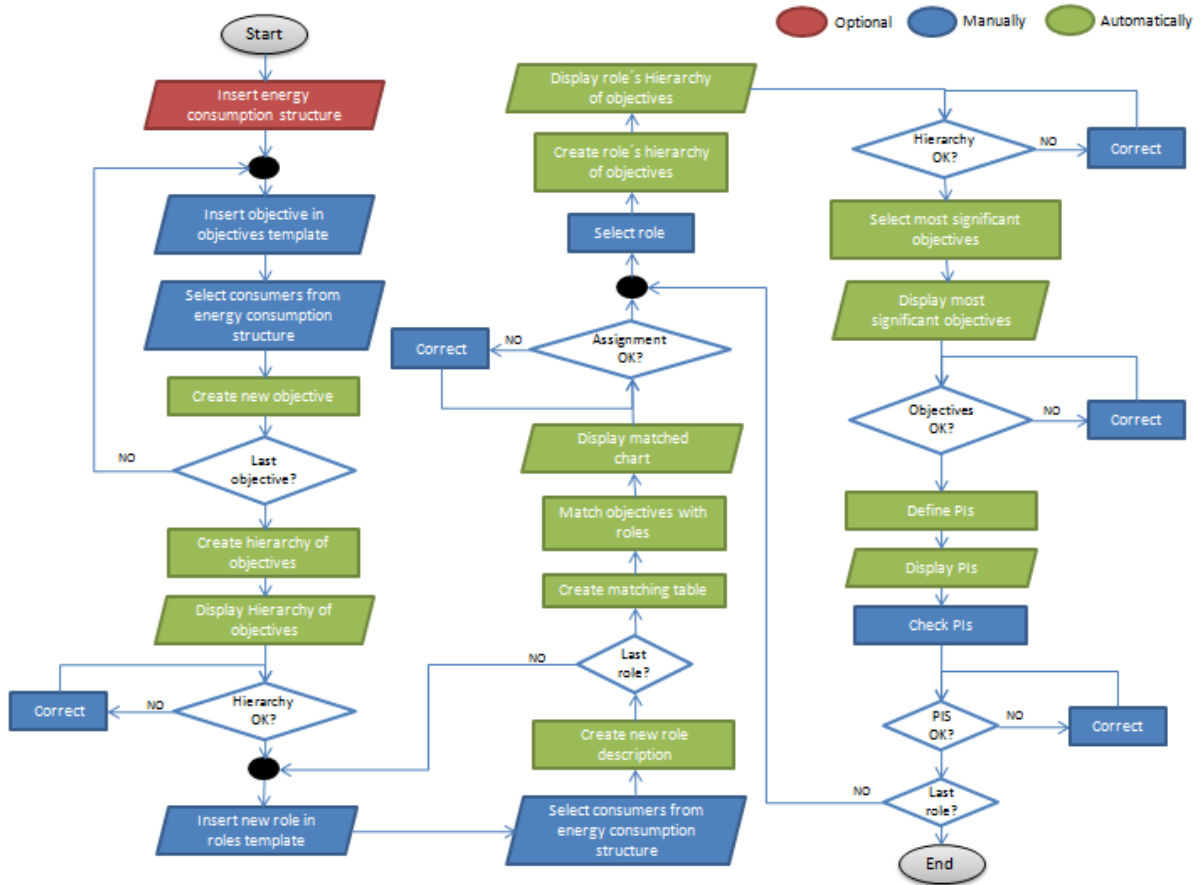 Start
Optional
Manually
Automatically
Insert energy
consumption structure
Insert objective in
objectives template
Select consumers from
energy consumption
structure
Create new objective
NO
Last
objective?
Create hierarchy of
objectives
Display Hierarchy of
objectives
Correct
NO
Hierarchy
OK?
Insert new role in
roles template
Display role´s Hierarchy
of objectives
Create role´s hierarchy
of objectives
Select role
Correct
NO
Assignment
OK?
Display matched
chart
Match objectives with
roles
Create matching table
NO
Last
role?
Create new role
description
Select consumers from
energy consumption
structure
Hierarchy
OK?
NO
Correct
Select most significant
objectives
Display most
significant objectives
Objectives
OK?
NO
Correct
Define PIs
Display PIs
Check PIs
PIS
OK?
NO
Correct
NO
Last
role?
End